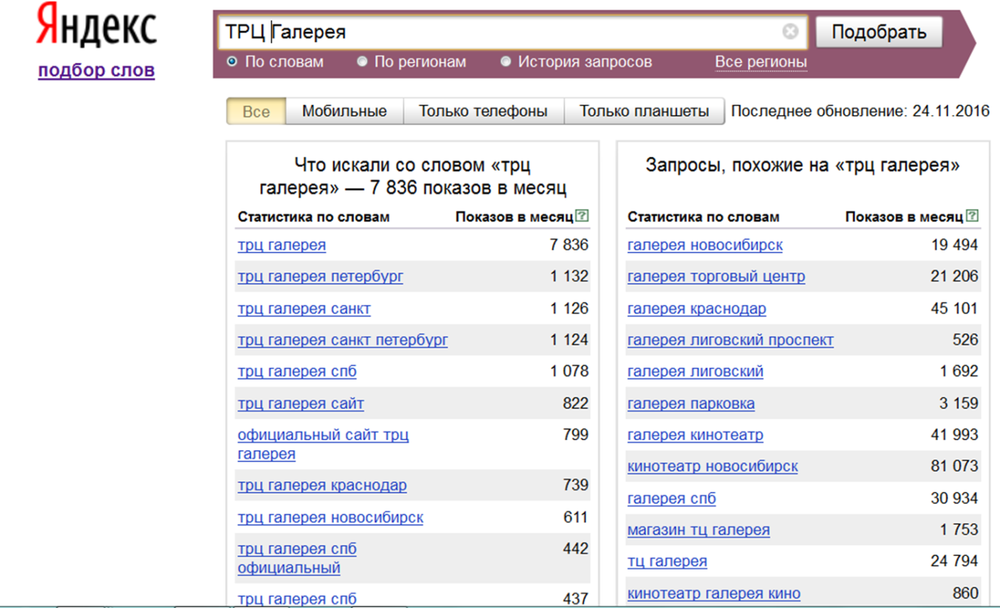 Яндекс
подбор слов
ТРЦ Галерея
Подобрать
По словам По регионам История запросов Все регионы
Все Мобильные Только телефоны Только планшеты Последнее обновление: 24.11.2016
Что искали со словом «трц
галерея» — 7 836 показов в месяц
Статистика по словам Показов в месяц ?
трц галерея 7 836
трц галерея петербург 1 132
трц галерея санкт 1 126
трц галерея санкт петербург 1 124
трц галерея спб 1 078
трц галерея сайт 822
официальный сайт трц 799
галерея
трц галерея краснодар 739
трц галерея новосибирск 611
трц галерея спб 442
официальный
трц галерея спб 437
Запросы, похожие на «трц галерея»
Статистика по словам Показов в месяц ?
галерея новосибирск 19 494
галерея торговый центр 21 206
галерея краснодар 45 101
галерея лиговский проспект 526
галерея лиговский 1 692
галерея парковка 3 159
галерея кинотеатр 41 993
кинотеатр новосибирск 81 073
галерея спб 30 934
магазин тц галерея 1 753
тц галерея 24 794
кинотеатр галерея кино 860